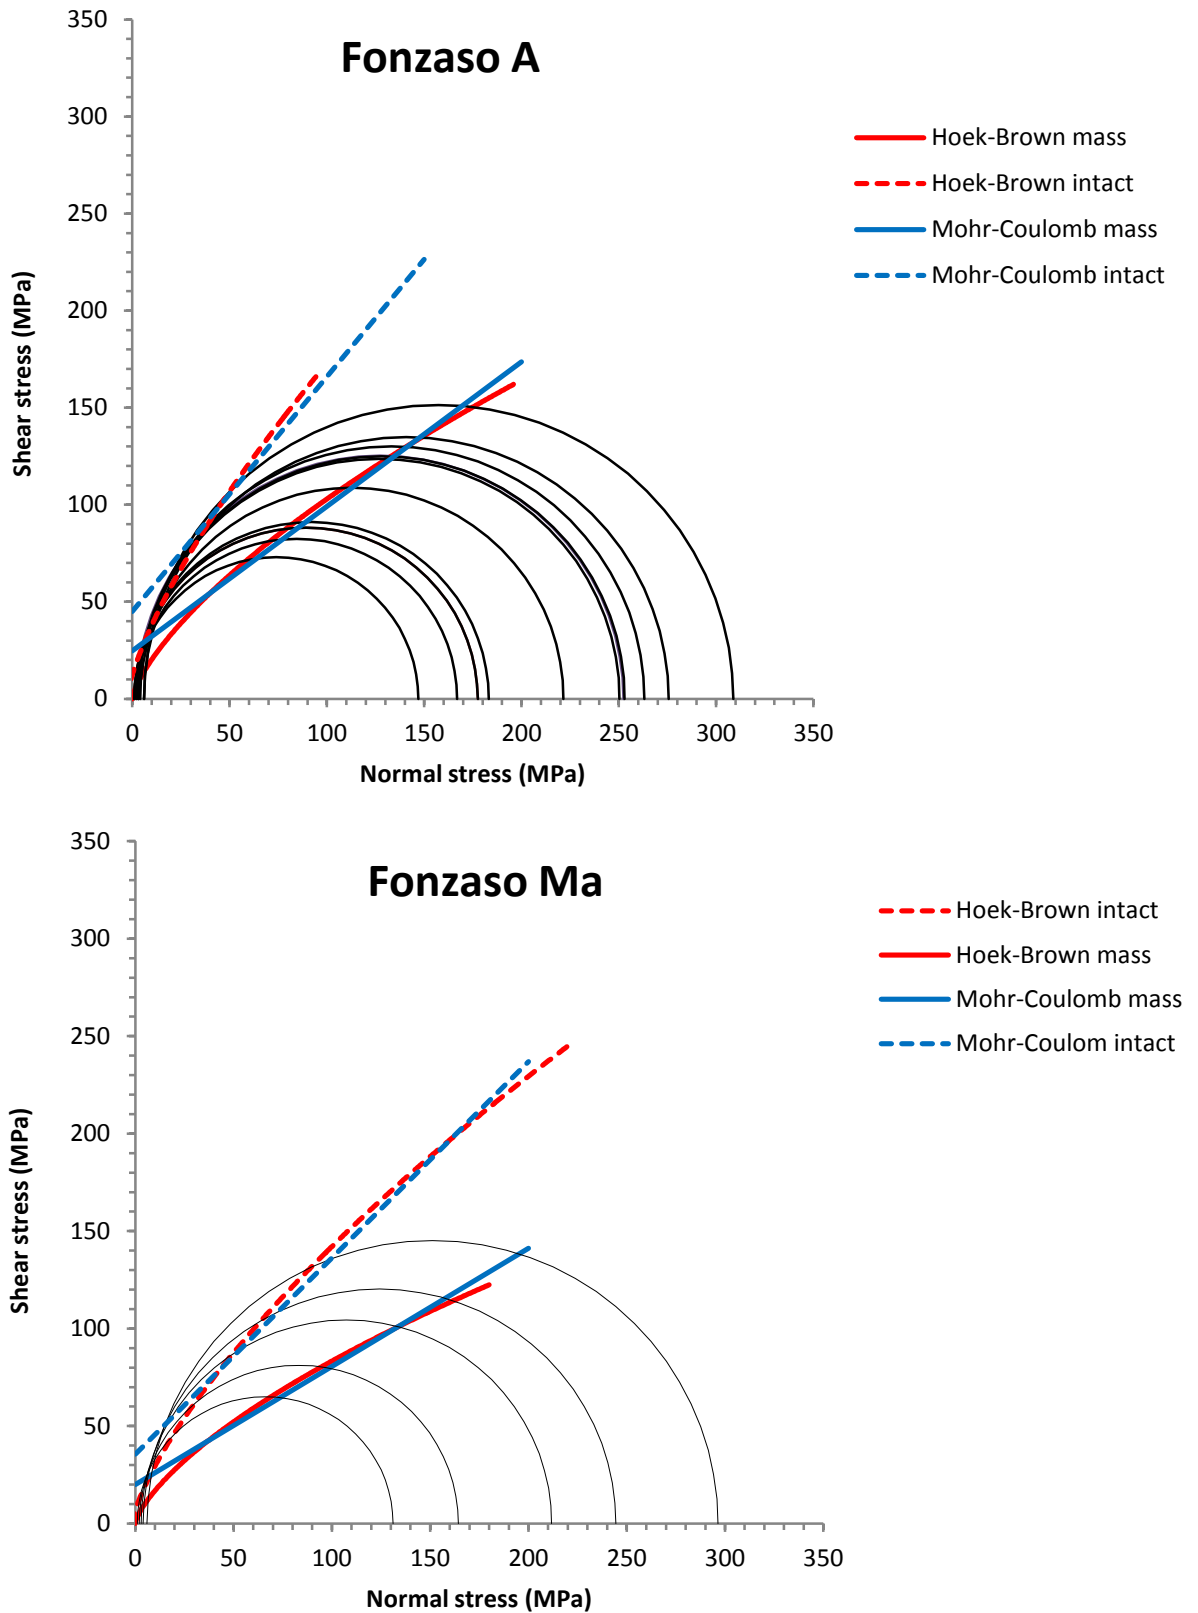 Fonzaso A
350
300
250
200
150
100
50
0
Shear stress (MPa)
0 50 100 150 200 250 300 350
Normal stress (MPa)
Hoek-Brown mass
Hoek-Brown intact
Mohr-Coulomb mass
Mohr-Coulomb intact
Fonzaso Ma
350
300
250
200
150
100
50
0
Shear stress (MPa)
0 50 100 150 200 250 300 350
Normal stress (MPa)
Hoek-Brown intact
Hoek-Brown mass
Mohr-Coulomb mass
Mohr-Coulom intact